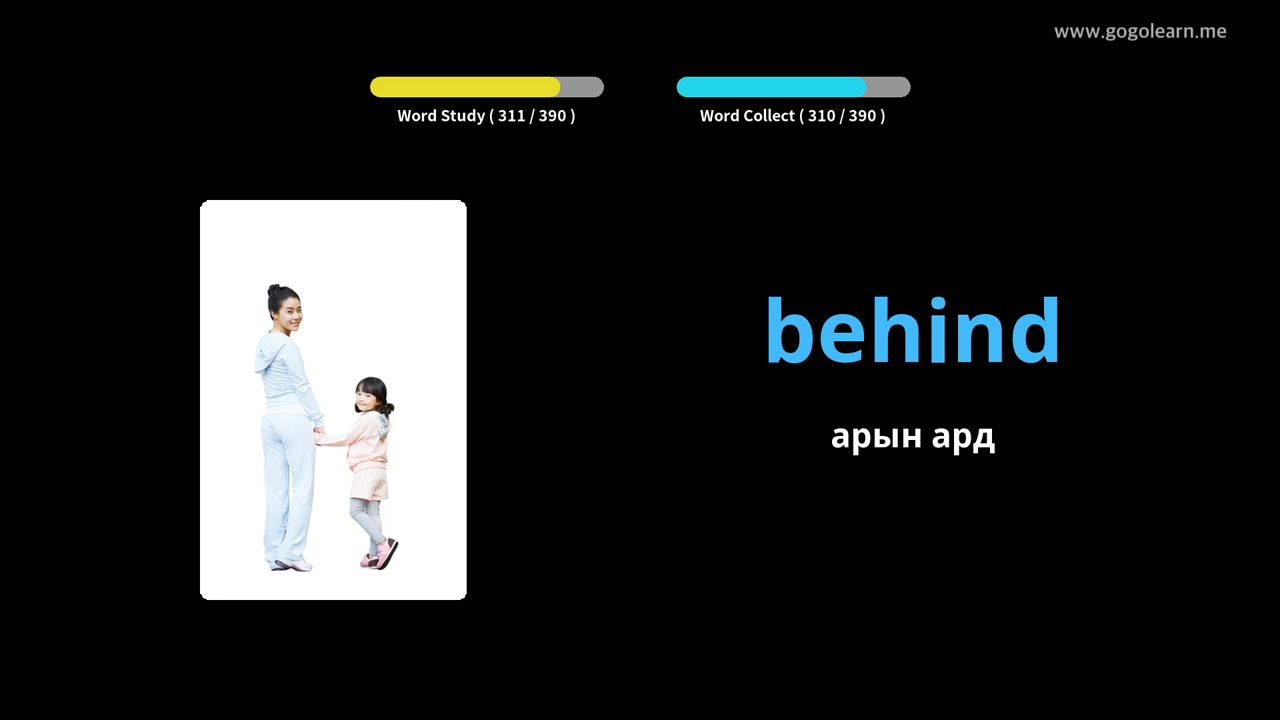 www.gogolearn.me
Word Study ( 311 / 390 )
Word Collect ( 310 / 390 )
behind
арын ард